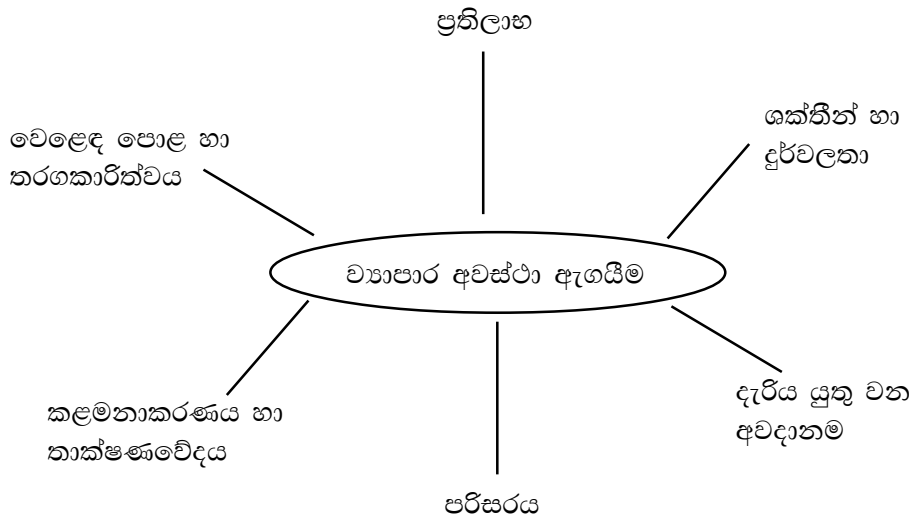 ප්‍රතිලාභ
ශක්තීන් හා
දුර්වලතා
වෙළෙඳ පොළ හා
තරගකාරිත්වය
ව්‍යාපාර අවස්ථා ඇගයීම
දැරිය යුතු වන
අවදානම
කළමනාකරණය හා
තාක්ෂණවේදය
පරිසරය